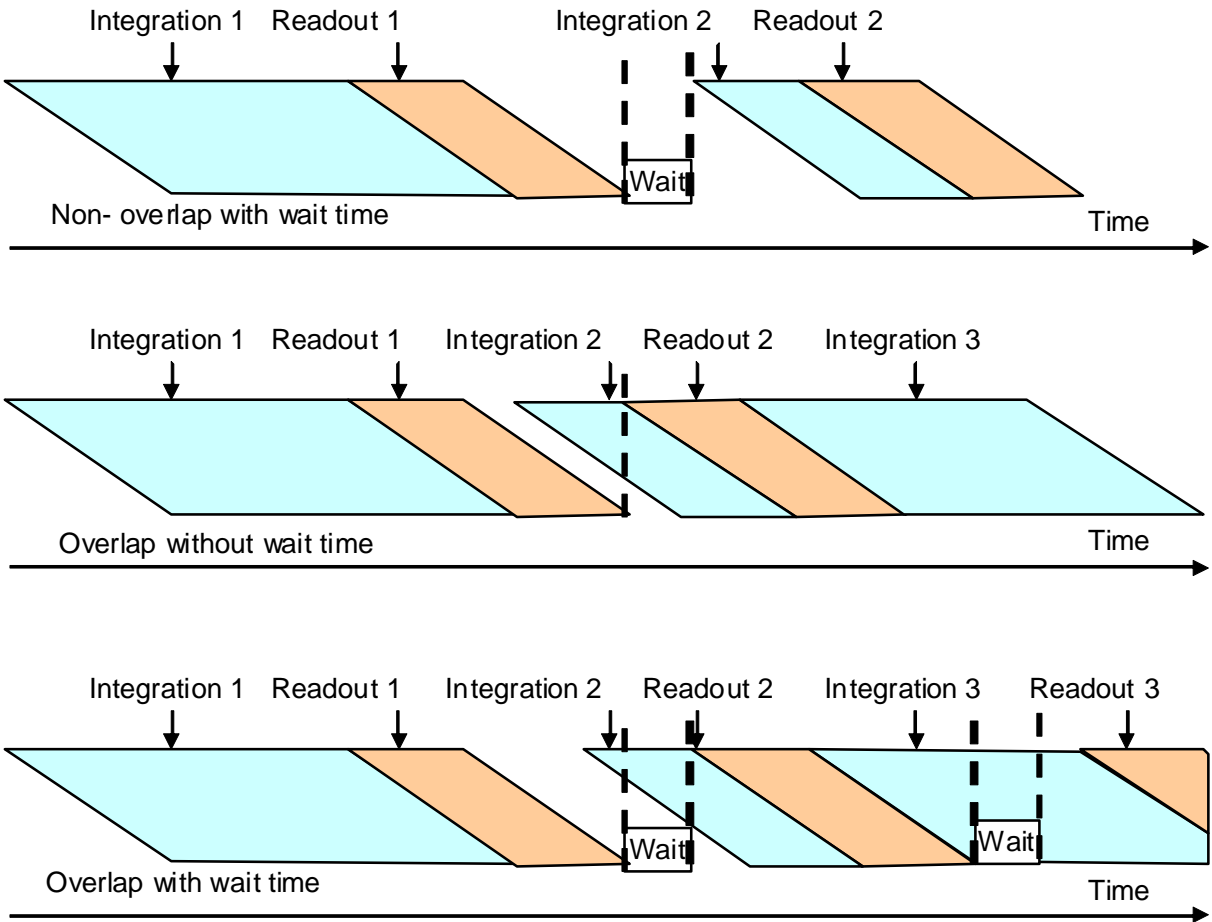 Integration 1 Readout 1 Integration 2 Readout 2
Wait
Non- overlap with wait time
Time
Integration 1 Readout 1 Integration 2 Readout 2 Integration 3
Overlap without wait time
Time
Integration 1 Readout 1 Integration 2 Readout 2 Integration 3 Readout 3
Wait Wait
Overlap with wait time
Time